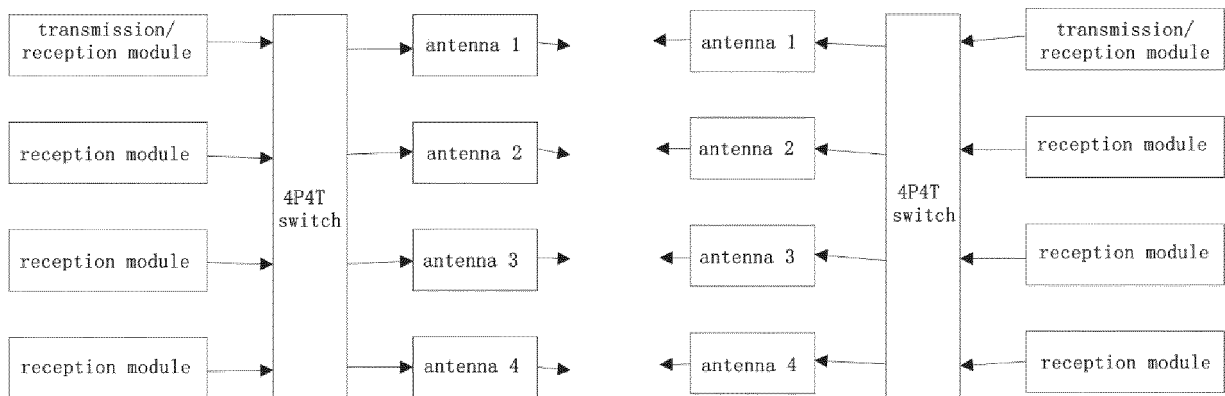 transmission/
reception module
reception module
reception module
reception module
4P4T
switch
antenna 1
antenna 2
antenna 3
antenna 4
antenna 1
antenna 2
antenna 3
antenna 4
4P4T
switch
transmission/
reception module
reception module
reception module
reception module